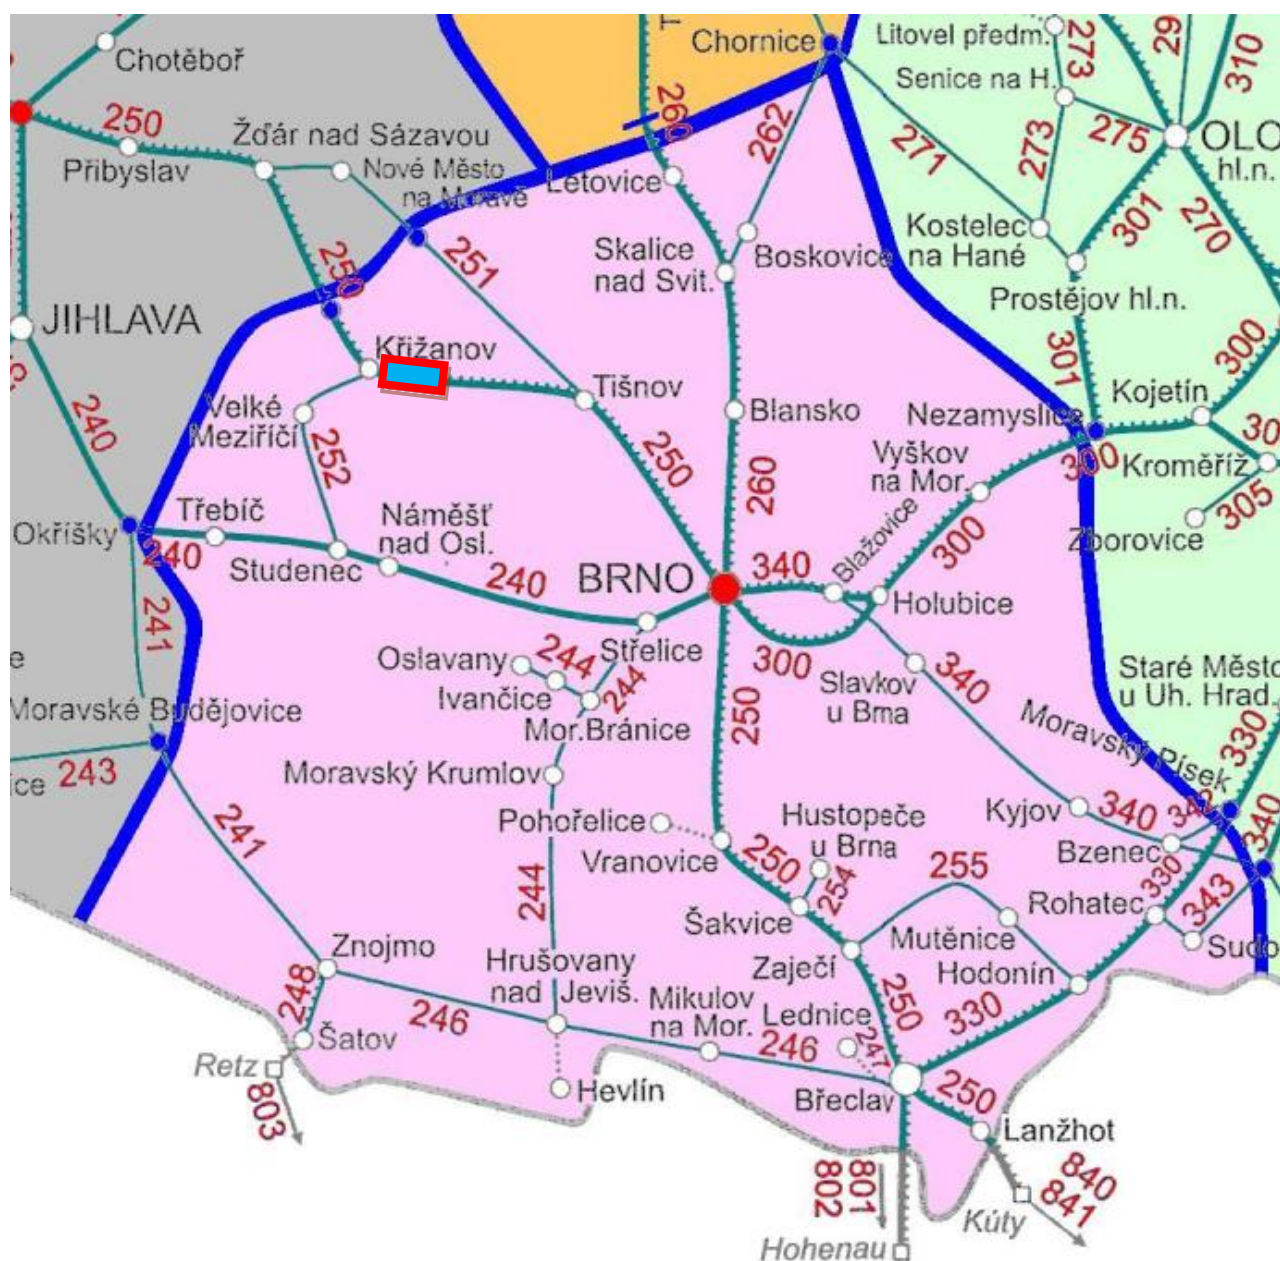 Chotěboř
250
Přibyslav
Žďár nad Sázavou
Nové Město
na Moravě
JIHLAVA
240
250
251
Křižanov
Velké
Meziříčí
252
Tišnov
250
Letovice
260
262
Chornice
Skalice
nad Svit.
Boskovice
Blansko
260
271
Litovel předm.
273
29
310
Senice na H.
273
275
OLO
hl.n.
301
270
Kostelec
na Hané
Prostějov hl.n.
301
300
Nezamyslice
Kojetín
300
30
Kroměříž
305
Zborovice
Vyškov
na Mor.
300
Blažovice
Okříšky
240
Třebíč
Studenec
Náměšť
nad Osl.
240
BRNO
340
Holubice
300
Střelice
241
Oslavany
244
Ivančice
244
Mor.Bránice
250
Slavkov
u Brna
340
Staré Město
u Uh. Hrad.
330
Moravský Písek
e
Moravské Budějovice
243
ice
Moravský Krumlov
Pohořelice
Vranovice
Hustopeče
u Brna
250
254
255
Kyjov
340
342
340
Bzenec
330
Rohatec
343
Sudo
241
244
Šakvice
Zaječí
Mutěnice
Hodonín
Znojmo
248
246
Hrušovany
nad Jeviš.
Mikulov
na Mor.
Lednice
250
330
246
247
Šatov
Retz
803
Hevlín
Břeclav
250
Lanžhot
802
801
840
841
Kúty
Hohenau